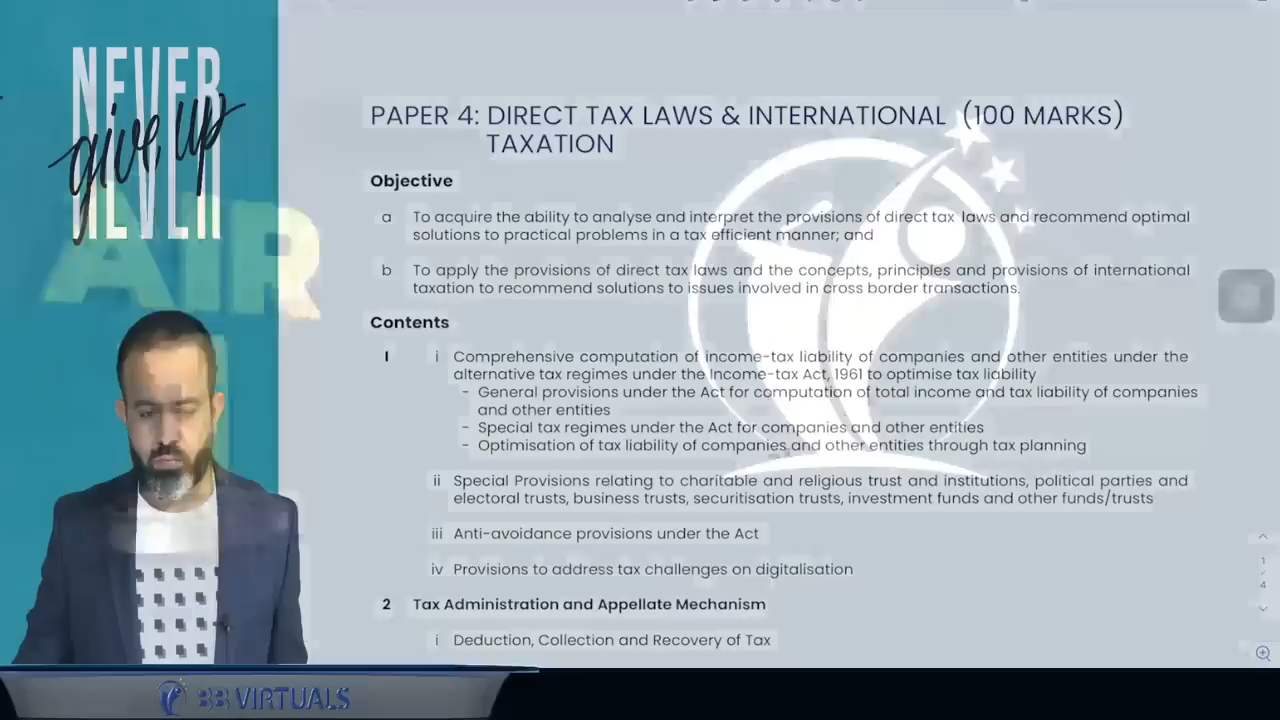 NEVER
give up
NEVER
AIR
PAPER 4: DIRECT TAX LAWS & INTERNATIONAL (100 MARKS)
TAXATION
Objective
a To acquire the ability to analyse and interpret the provisions of direct tax laws and recommend optimal
solutions to practical problems in a tax efficient manner; and
b To apply the provisions of direct tax laws and the concepts, principles and provisions of international
taxation to recommend solutions to issues involved in cross border transactions.
Contents
I i Comprehensive computation of income-tax liability of companies and other entities under the
alternative tax regimes under the Income-tax Act, 1961 to optimise tax liability
- General provisions under the Act for computation of total income and tax liability of companies
and other entities
- Special tax regimes under the Act for companies and other entities
- Optimisation of tax liability of companies and other entities through tax planning
ii Special Provisions relating to charitable and religious trust and institutions, political parties and
electoral trusts, business trusts, securitisation trusts, investment funds and other funds/trusts
iii Anti-avoidance provisions under the Act
iv Provisions to address tax challenges on digitalisation
2 Tax Administration and Appellate Mechanism
i Deduction, Collection and Recovery of Tax
1
/
4
BB VIRTUALS